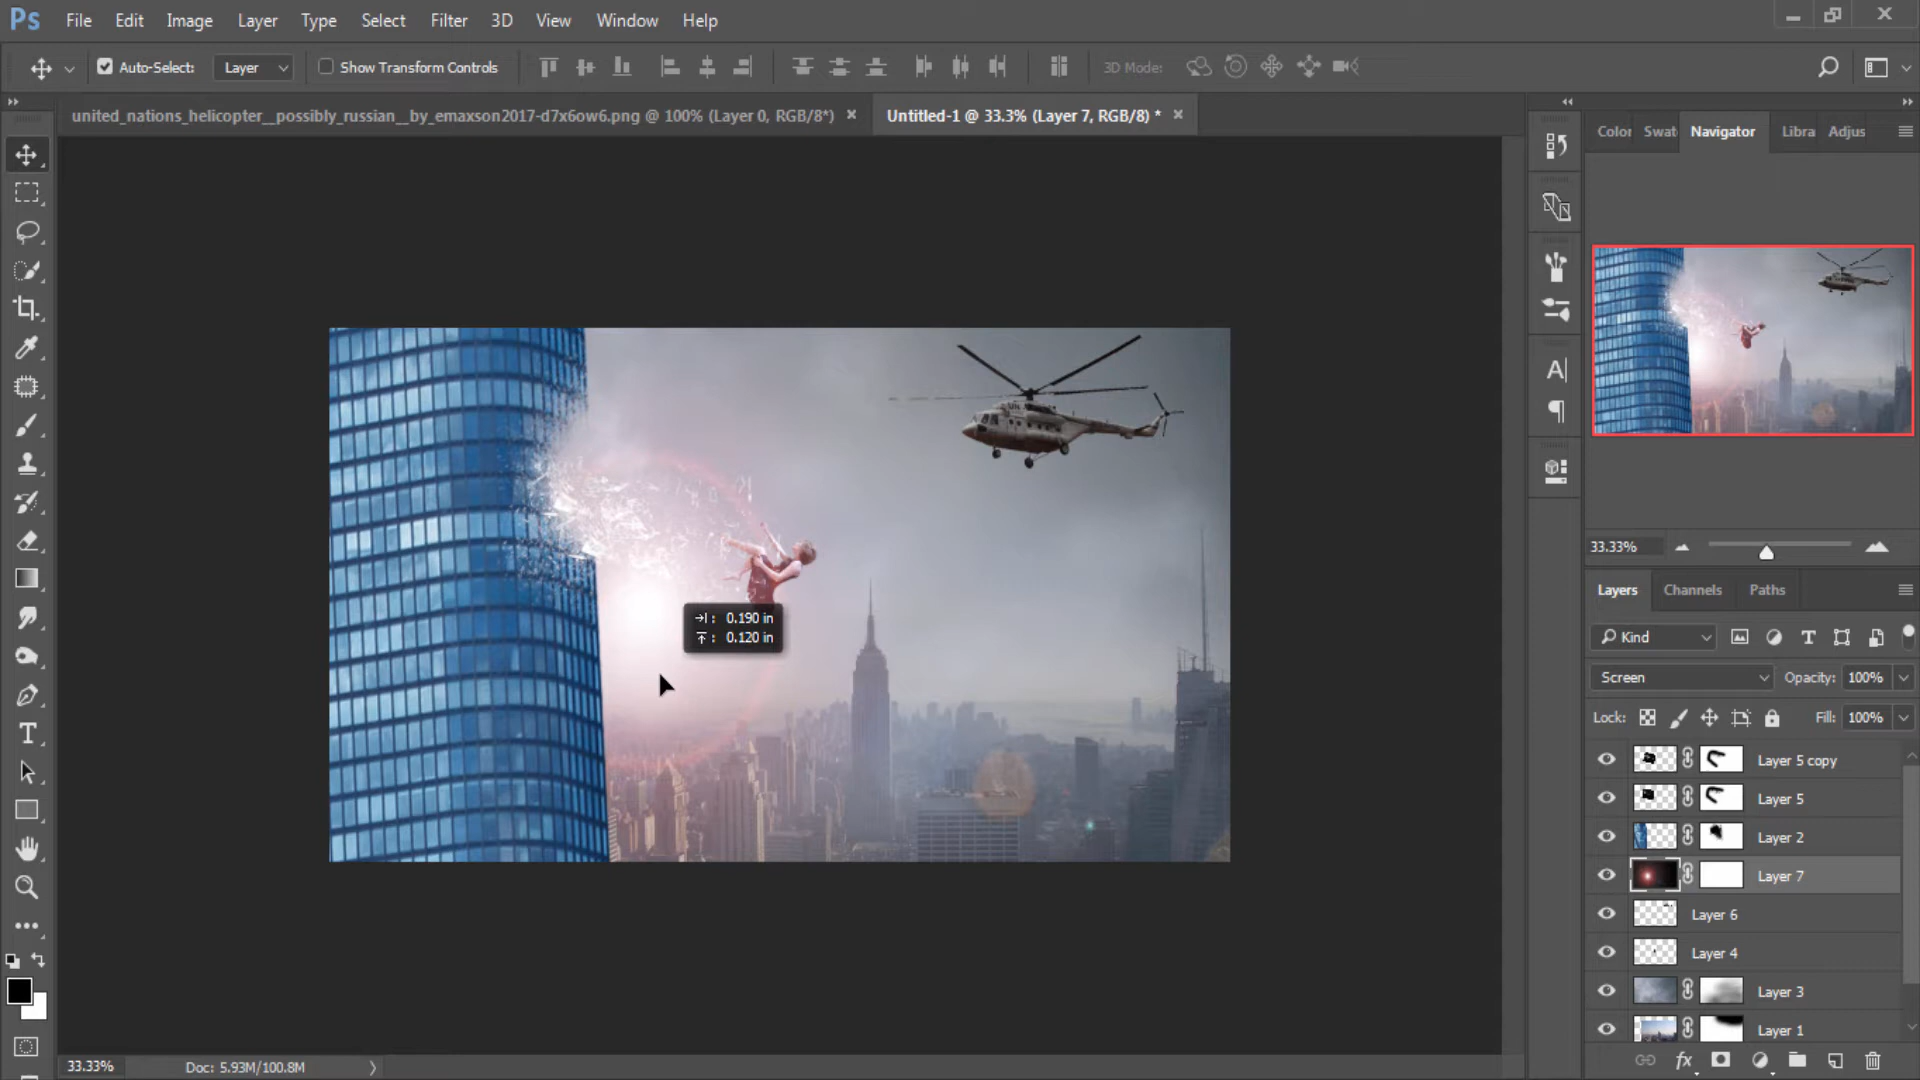 Ps File Edit Image Layer Type Select Filter 3D View Window Help
Auto-Select: Layer Show Transform Controls 3D Mode:
united_nations_helicopter__possibly_russian__by_emaxson2017-d7x6ow6.png @ 100% (Layer 0, RGB/8*) Untitled-1 @ 33.3% (Layer 7, RGB/8) *
Color Swat Navigator Libra Adjus
UN
0.190 in
0.120 in
33.33%
Layers Channels Paths
Kind
Screen Opacity: 100%
Lock: Fill: 100%
Layer 5 copy
Layer 5
Layer 2
Layer 7
Layer 6
Layer 4
Layer 3
Layer 1
33.33% Doc: 5.93M/100.8M